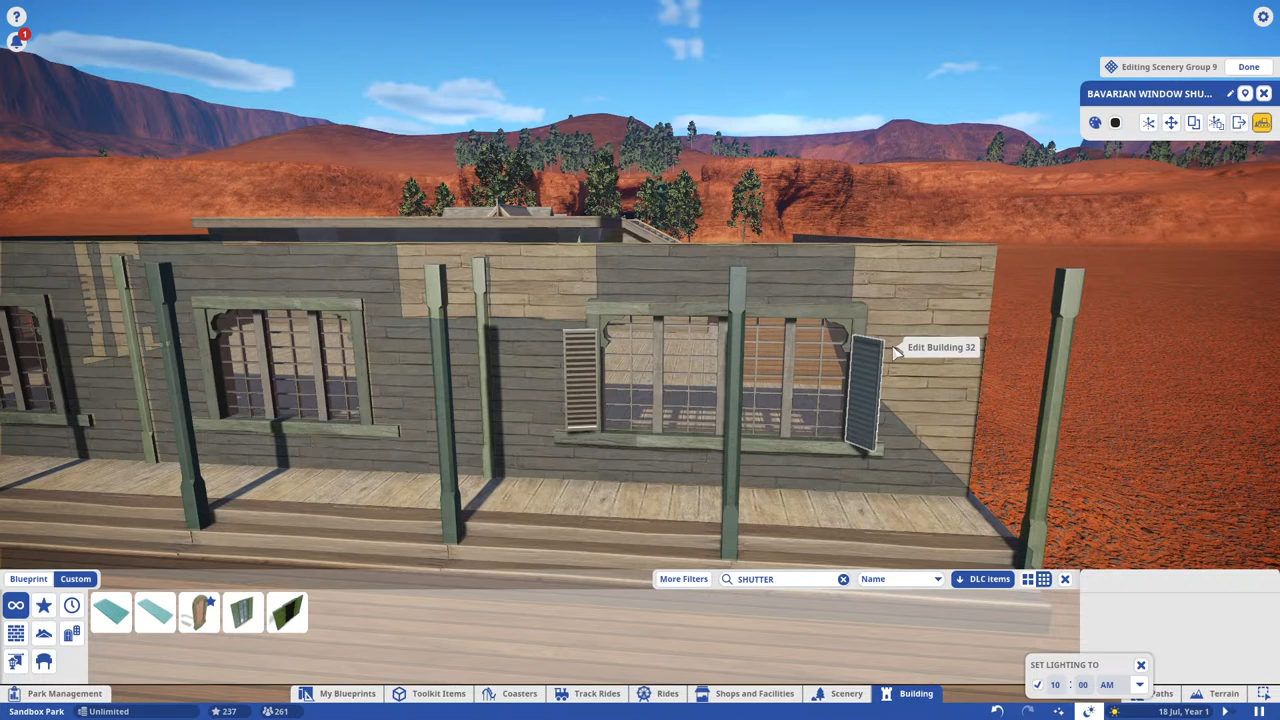 ?
1
Editing Scenery Group 9
Done
BAVARIAN WINDOW SHU...
Edit Building 32
Blueprint
Custom
More Filters
SHUTTER
Name
DLC items
SET LIGHTING TO
10 : 00 AM
Park Management
My Blueprints
Toolkit Items
Coasters
Track Rides
Rides
Shops and Facilities
Scenery
Building
Paths
Terrain
Sandbox Park
Unlimited
237
261
18 Jul, Year 1